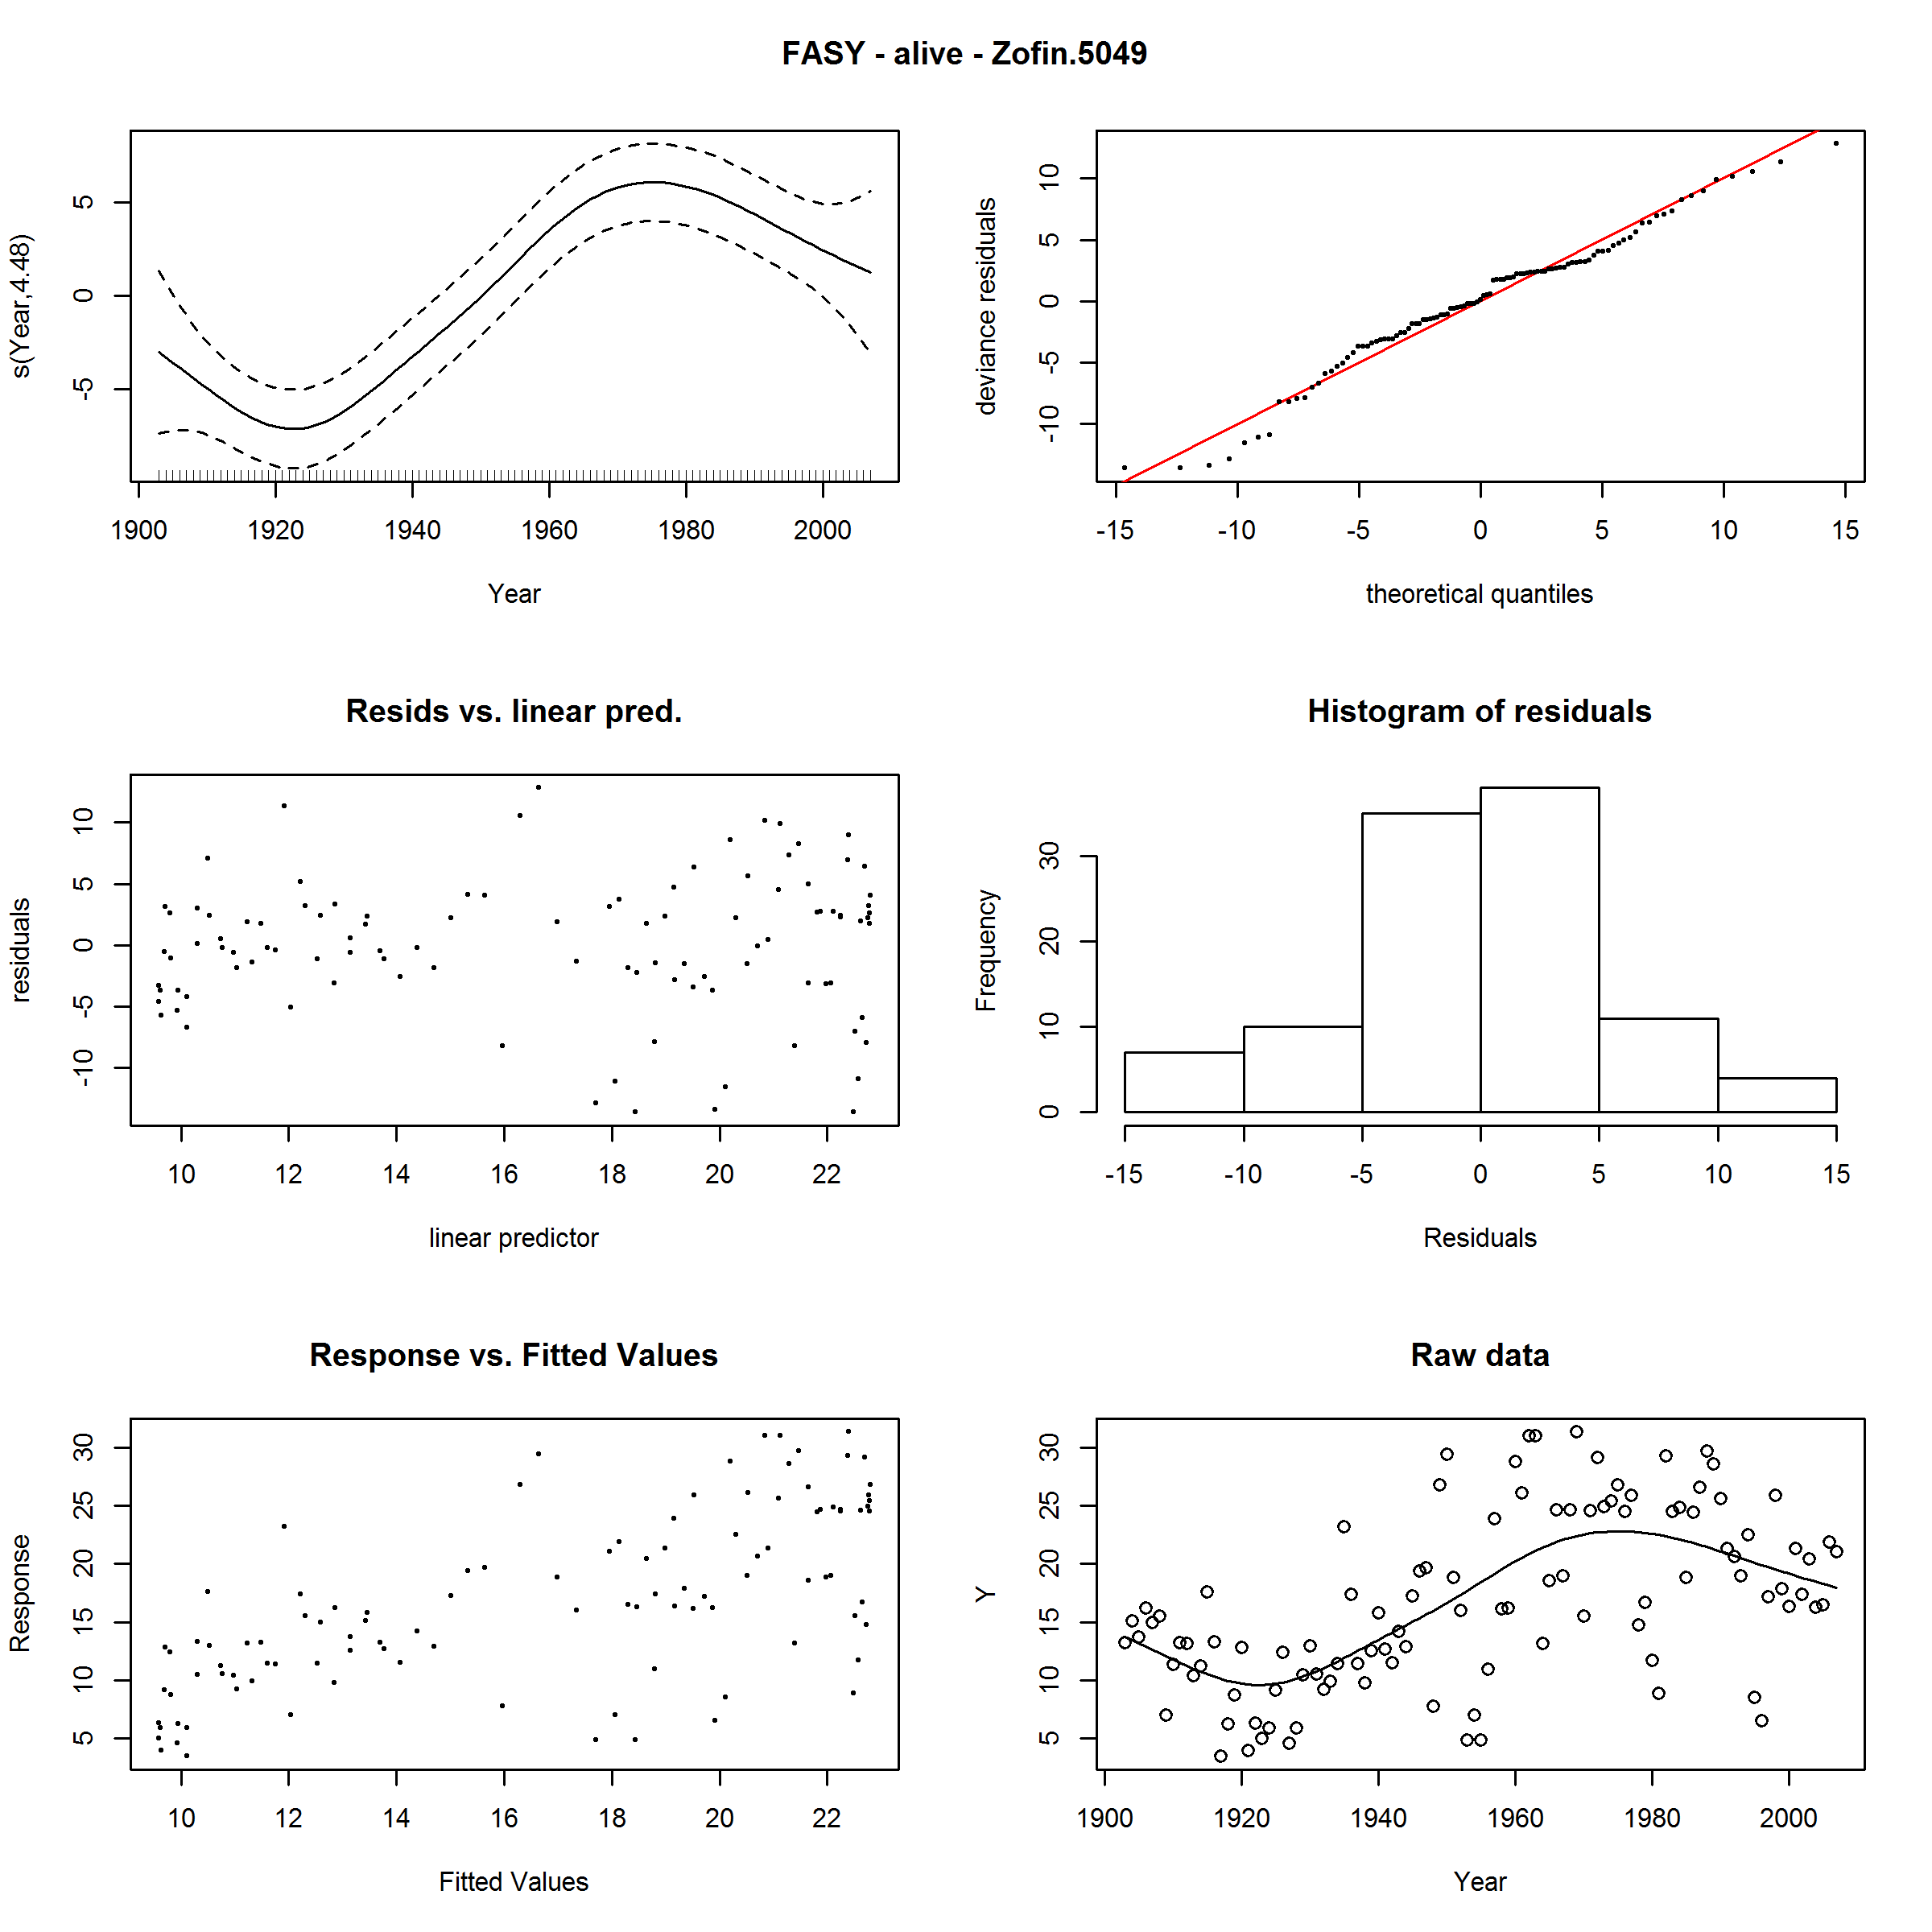 FASY - alive - Zofin.5049
s(Year,4.48)
-5 0 5
1900 1920 1940 1960 1980 2000
Year
deviance residuals
-10 -5 0 5 10
-15 -10 -5 0 5 10 15
theoretical quantiles
Resids vs. linear pred.
residuals
-10 -5 0 5 10
10 12 14 16 18 20 22
linear predictor
Histogram of residuals
Frequency
0 10 20 30
-15 -10 -5 0 5 10 15
Residuals
Response vs. Fitted Values
Response
5 10 15 20 25 30
10 12 14 16 18 20 22
Fitted Values
Raw data
Y
5 10 15 20 25 30
1900 1920 1940 1960 1980 2000
Year